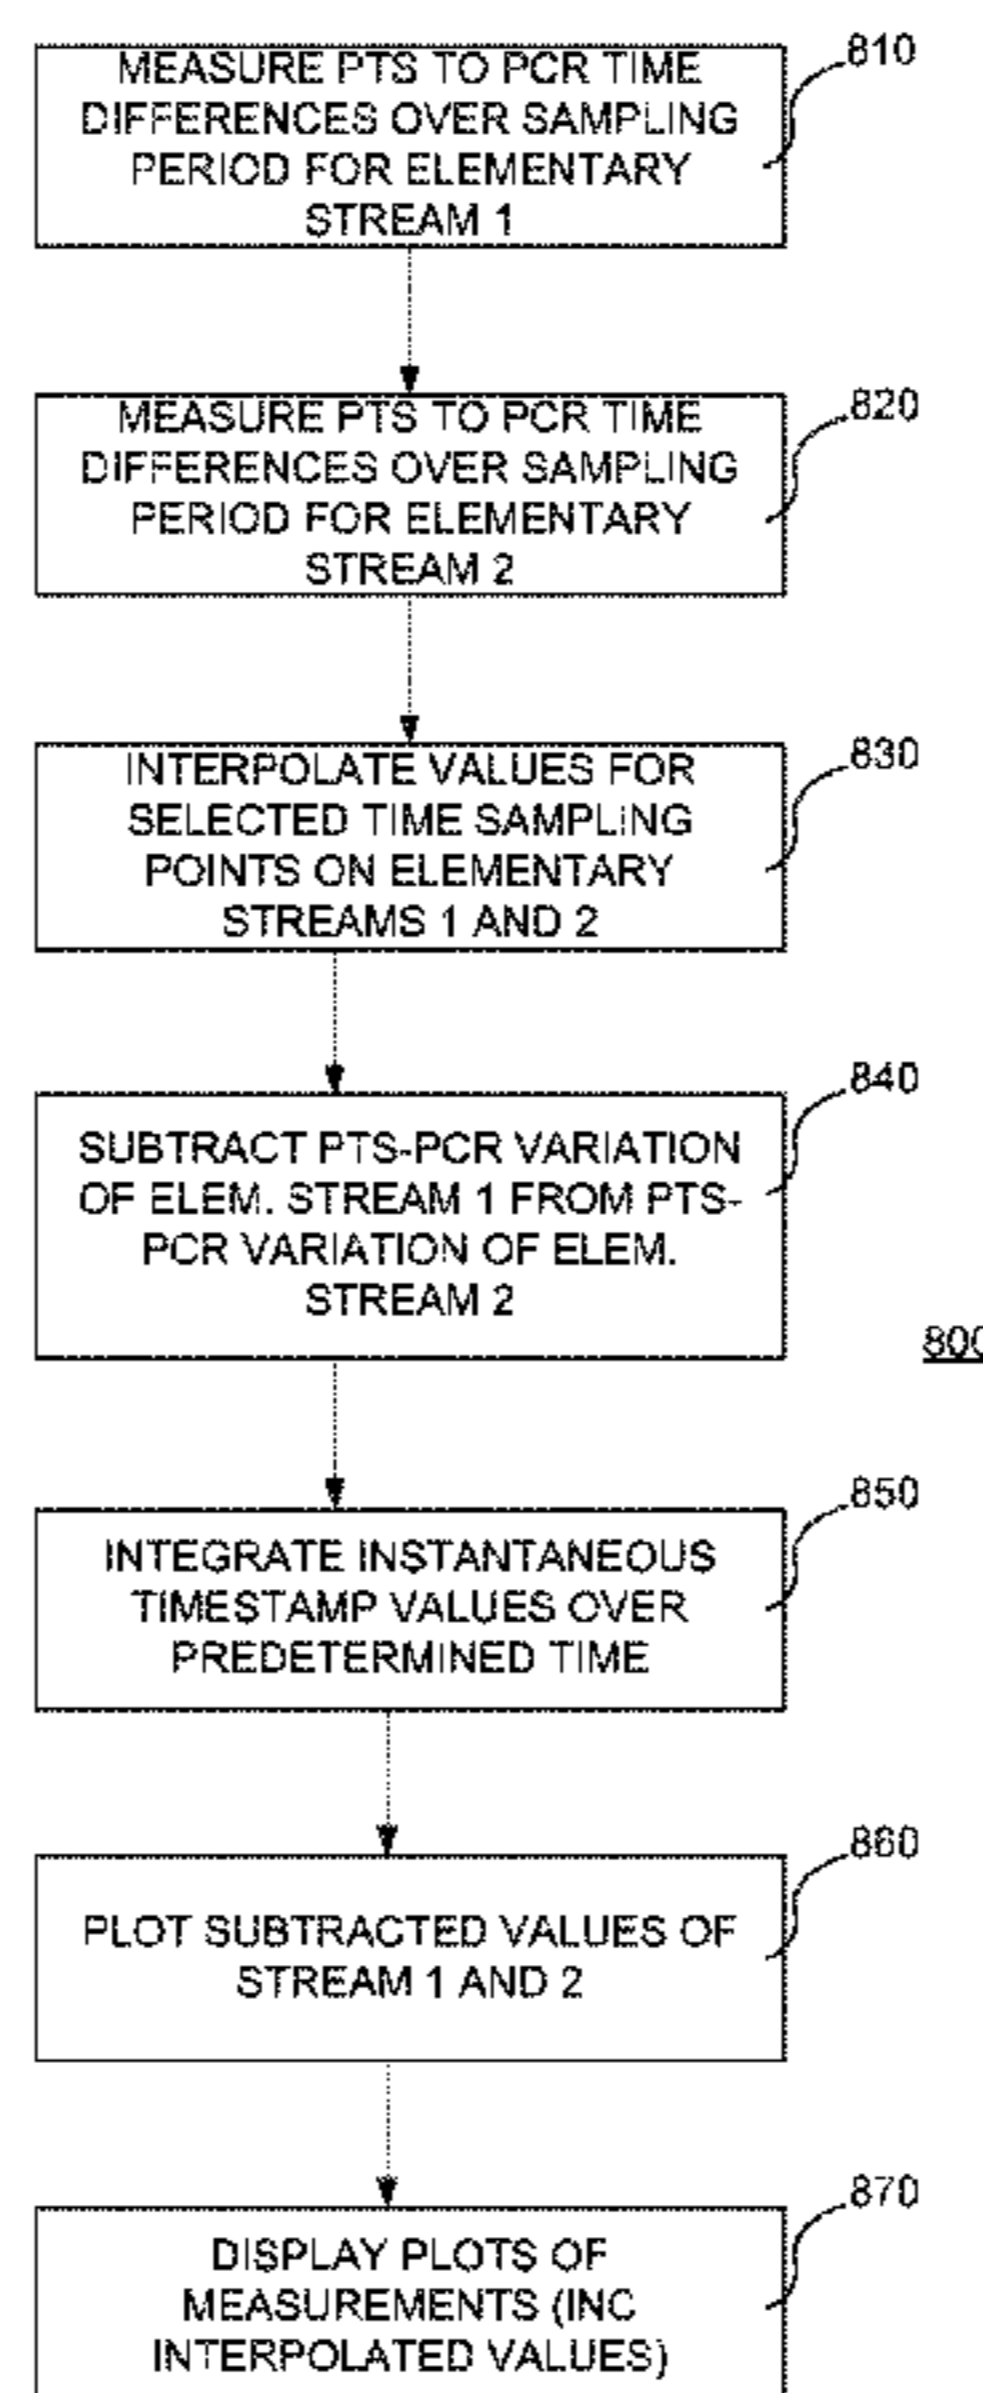 810
MEASURE PTS TO PCR TIME
DIFFERENCES OVER SAMPLING
PERIOD FOR ELEMENTARY
STREAM 1
820
MEASURE PTS TO PCR TIME
DIFFERENCES OVER SAMPLING
PERIOD FOR ELEMENTARY
STREAM 2
830
INTERPOLATE VALUES FOR
SELECTED TIME SAMPLING
POINTS ON ELEMENTARY
STREAMS 1 AND 2
840
SUBTRACT PTS-PCR VARIATION
OF ELEM. STREAM 1 FROM PTS-
PCR VARIATION OF ELEM.
STREAM 2
800
850
INTEGRATE INSTANTANEOUS
TIMESTAMP VALUES OVER
PREDETERMINED TIME
860
PLOT SUBTRACTED VALUES OF
STREAM 1 AND 2
870
DISPLAY PLOTS OF
MEASUREMENTS (INC
INTERPOLATED VALUES)